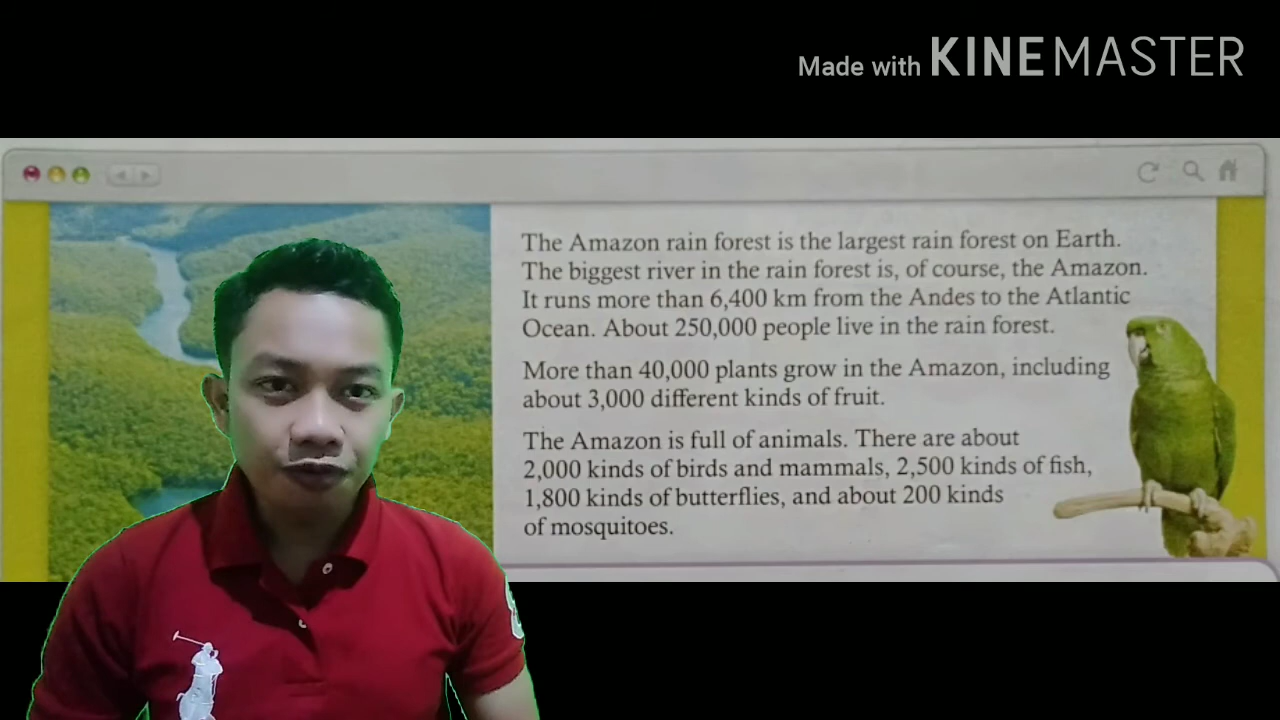 Made with KINEMASTER
The Amazon rain forest is the largest rain forest on Earth.
The biggest river in the rain forest is, of course, the Amazon.
It runs more than 6,400 km from the Andes to the Atlantic
Ocean. About 250,000 people live in the rain forest.
More than 40,000 plants grow in the Amazon, including
about 3,000 different kinds of fruit.
The Amazon is full of animals. There are about
2,000 kinds of birds and mammals, 2,500 kinds of fish,
1,800 kinds of butterflies, and about 200 kinds
of mosquitoes.